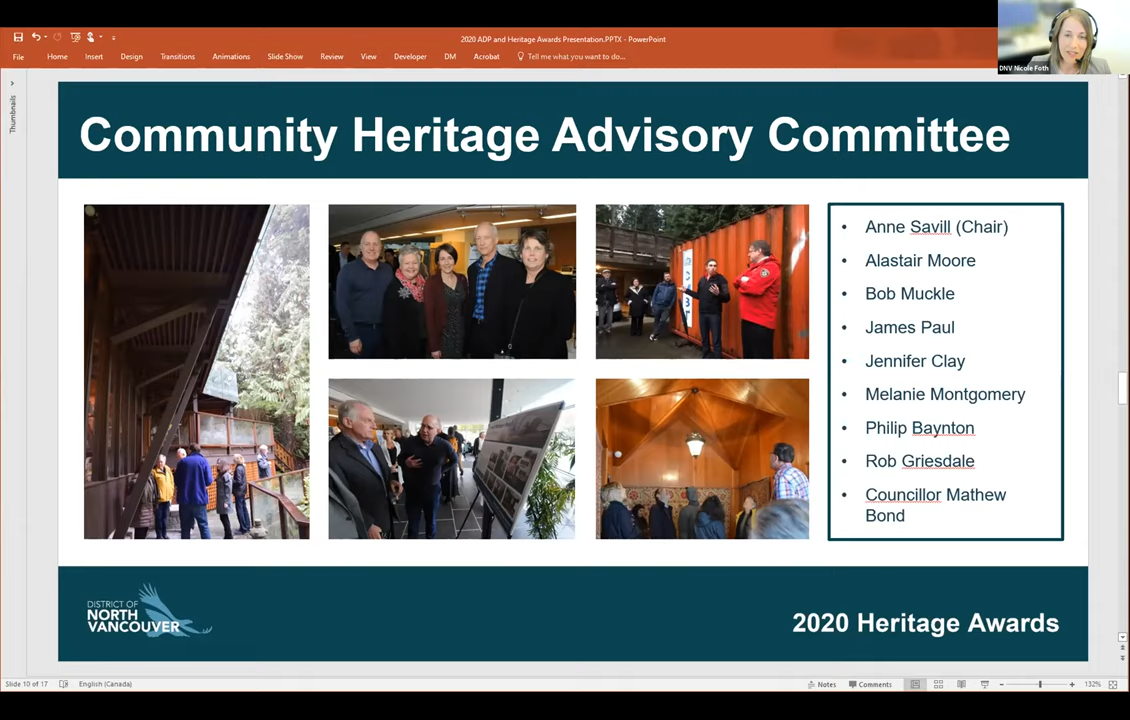 2020 ADP and Heritage Awards Presentation.PPTX - PowerPoint
File Home Insert Design Transitions Animations Slide Show Review View Developer DM Acrobat Tell me what you want to do...
DNV Nicole Foth
Thumbnails
Community Heritage Advisory Committee
• Anne Savill (Chair)
• Alastair Moore
• Bob Muckle
• James Paul
• Jennifer Clay
• Melanie Montgomery
• Philip Baynton
• Rob Griesdale
• Councillor Mathew
Bond
DISTRICT OF
NORTH
VANCOUVER
2020 Heritage Awards
Slide 10 of 17 English (Canada) Notes Comments 132%